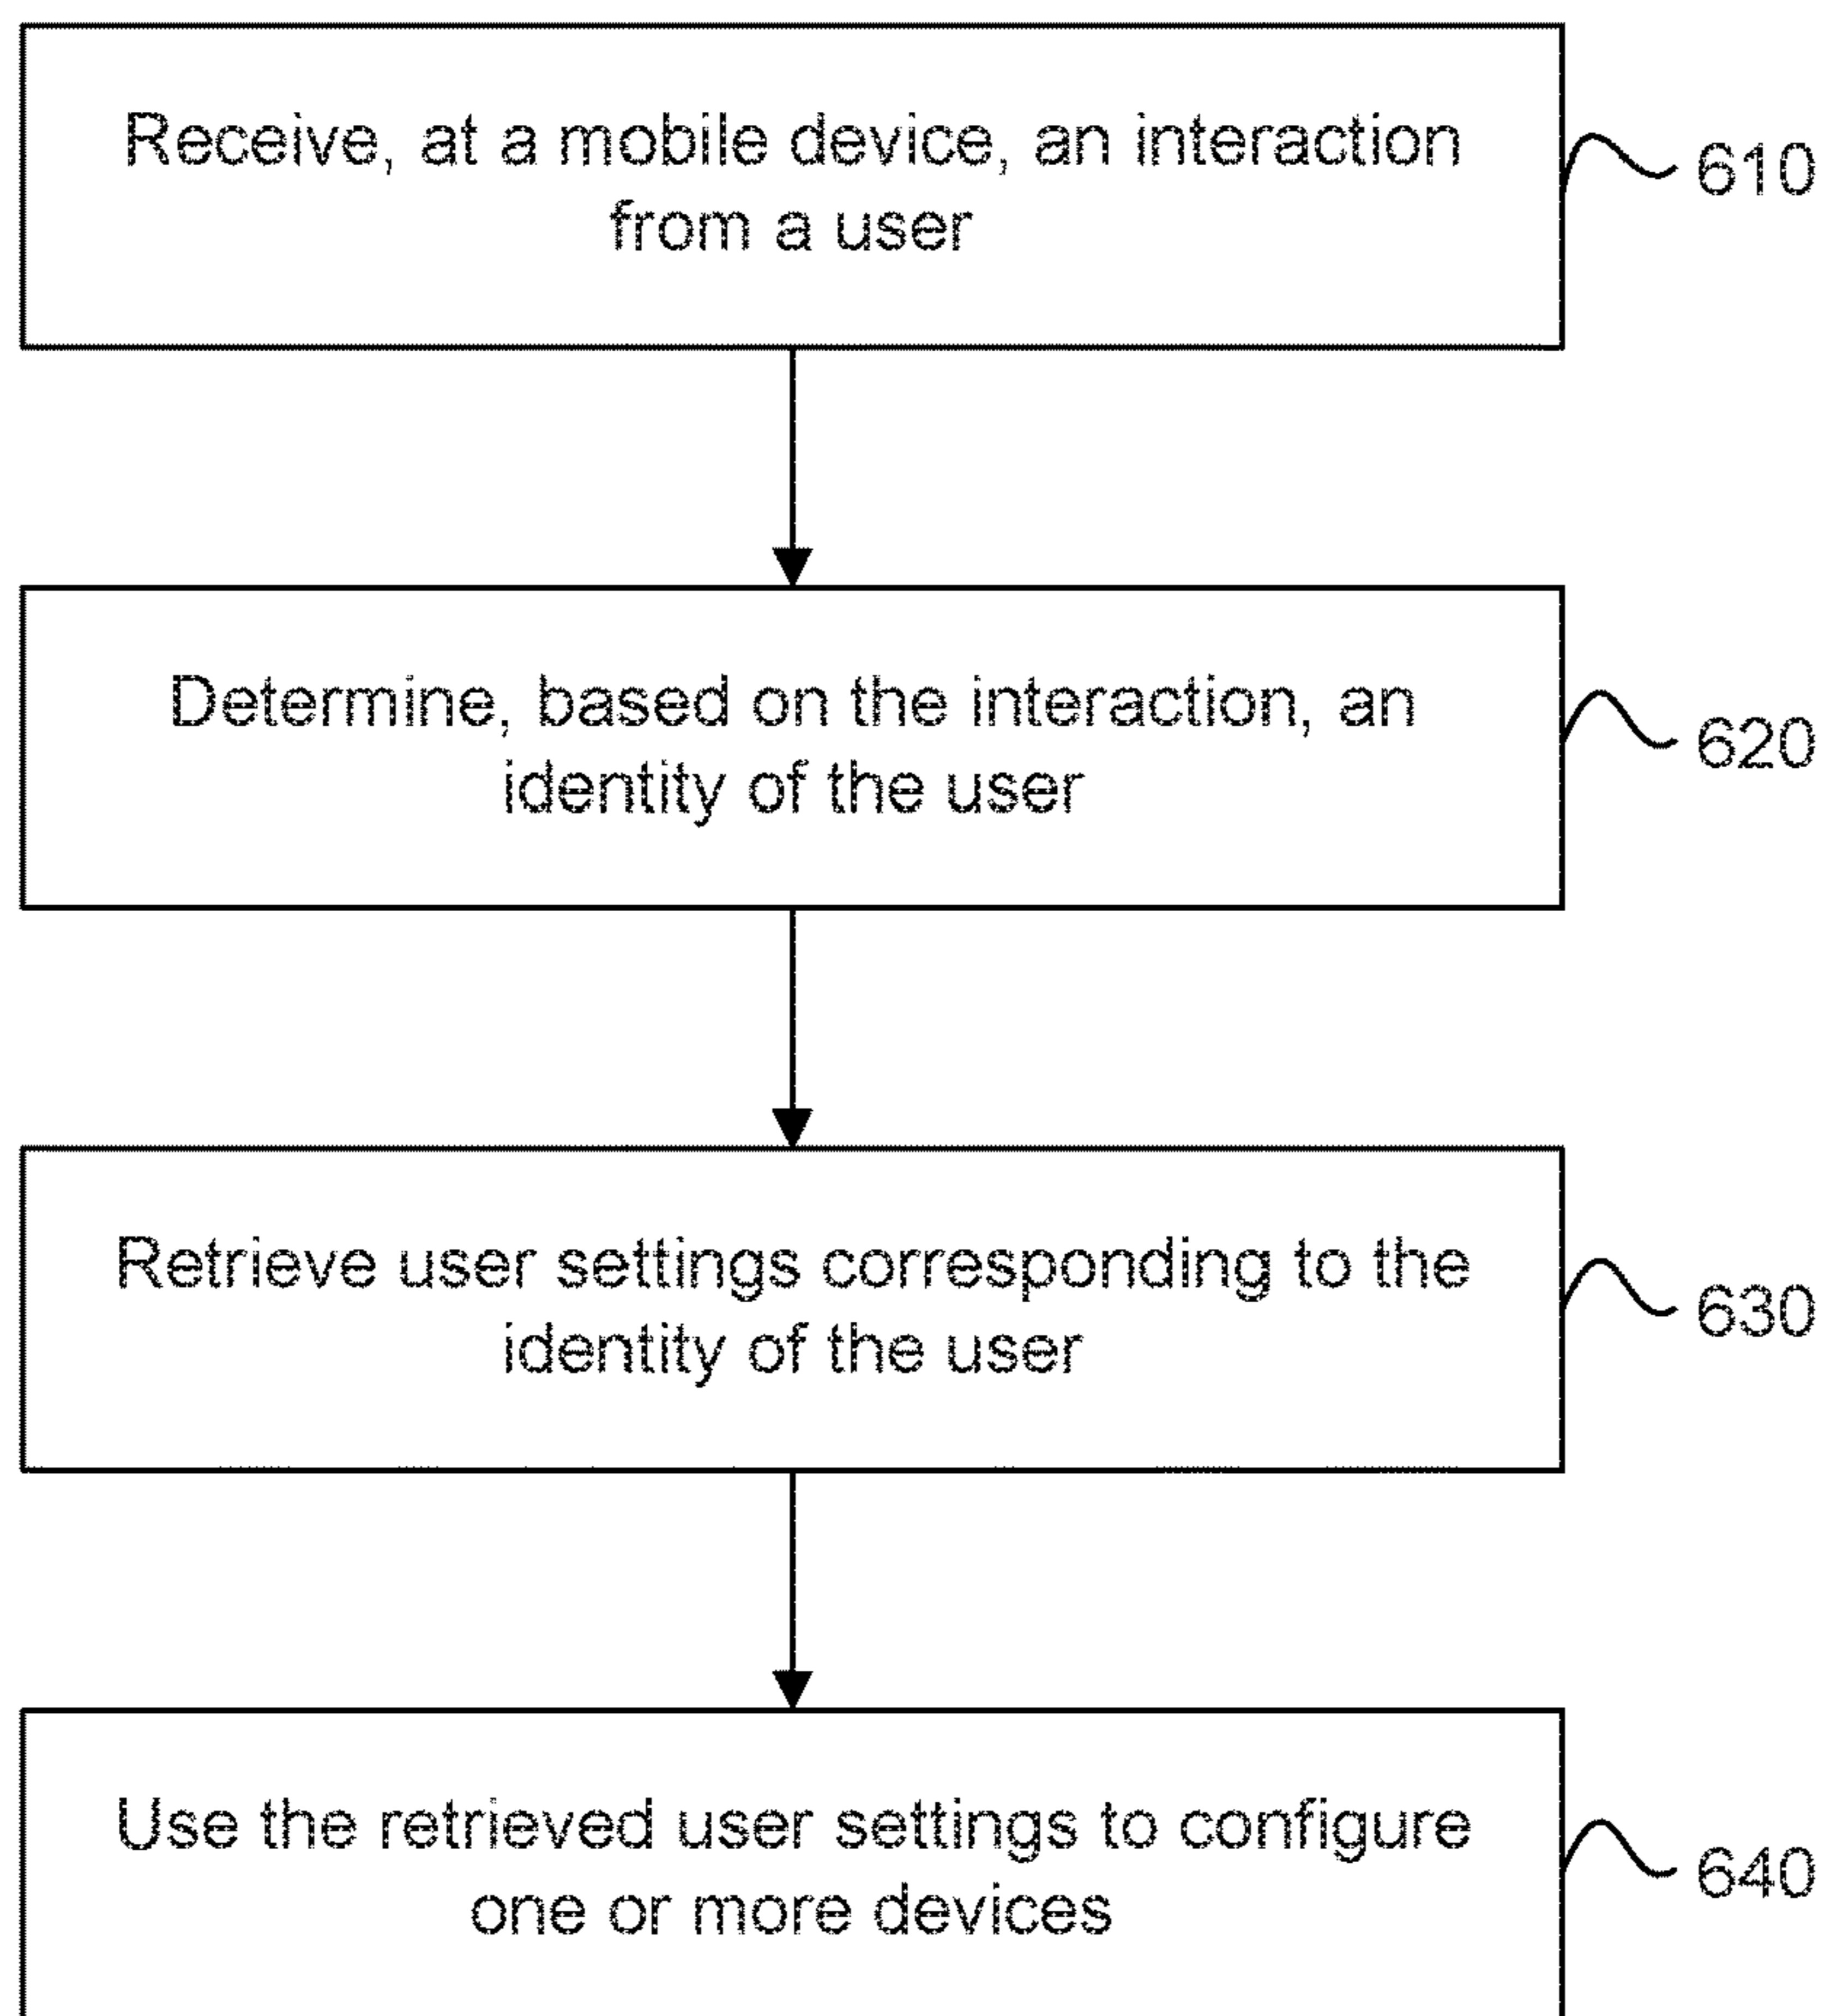 Receive, at a mobile device, an interaction
from a user
610
Determine, based on the interaction, an
identity of the user
620
Retrieve user settings corresponding to the
identity of the user
630
Use the retrieved user settings to configure
one or more devices
640